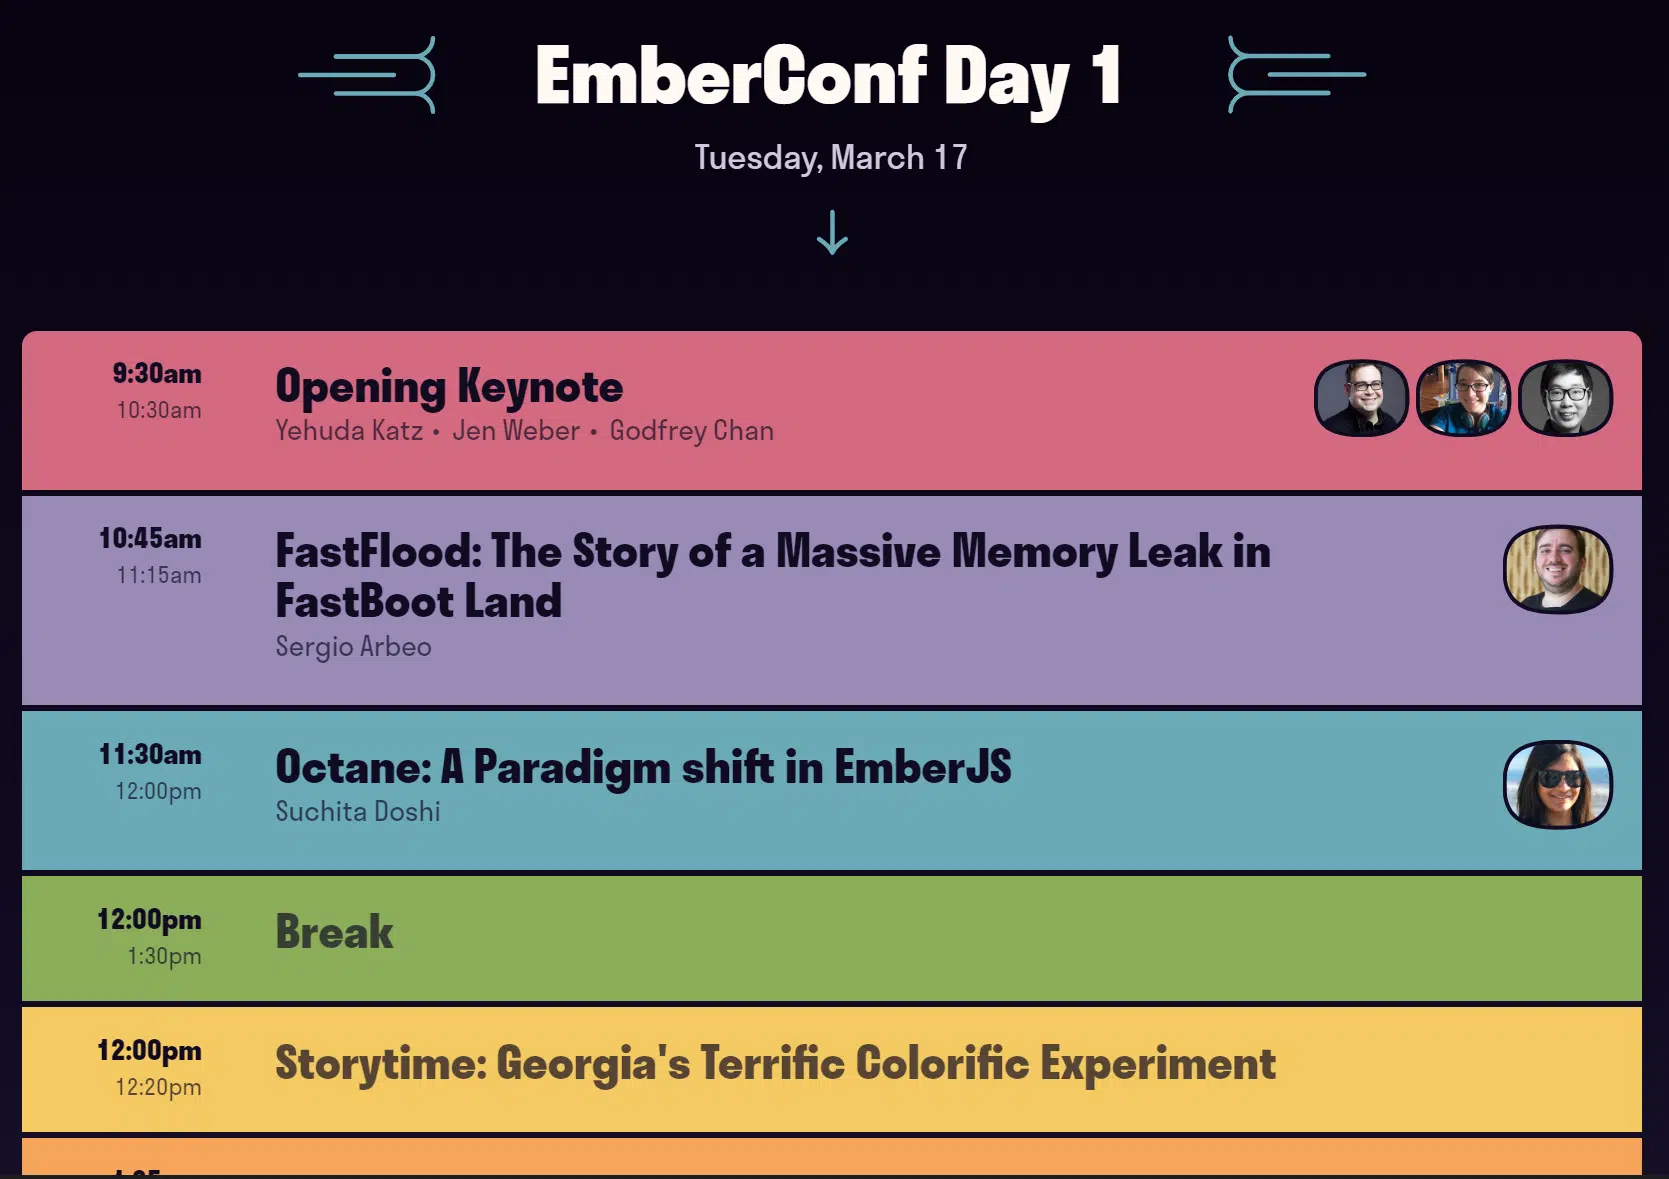 EmberConf Day 1
Tuesday, March 17
9:30am
10:30am
Opening Keynote
Yehuda Katz • Jen Weber • Godfrey Chan
10:45am
11:15am
FastFlood: The Story of a Massive Memory Leak in
FastBoot Land
Sergio Arbeo
11:30am
12:00pm
Octane: A Paradigm shift in EmberJS
Suchita Doshi
12:00pm
1:30pm
Break
12:00pm
12:20pm
Storytime: Georgia's Terrific Colorific Experiment